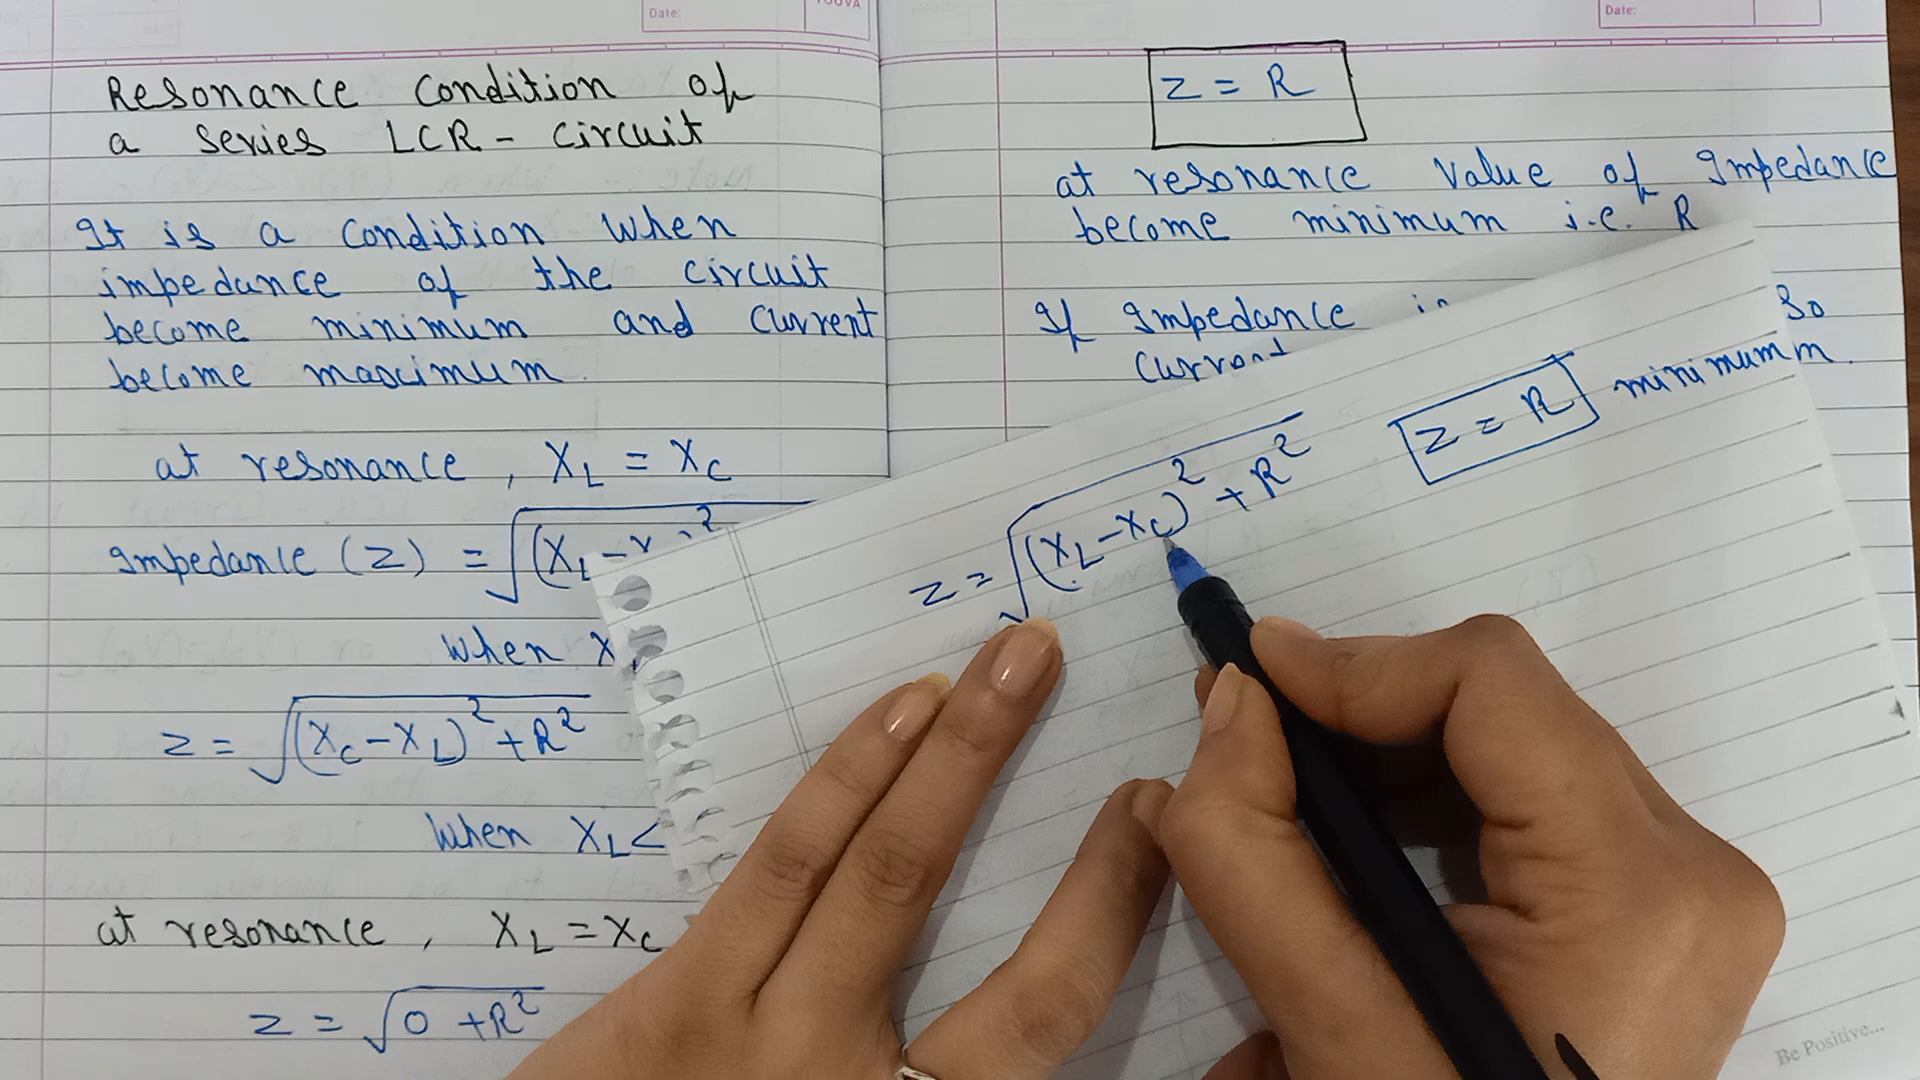 Date:
Resonance Condition of
a series LCR - circuit
It is a condition when
impedance of the circuit
become minimum and current
become maximum.
at resonance, X_L = X_C
Impedance (Z) = √(X_L - X )²
When X
Z = √(X_C - X_L)² + R²
When X_L <
at resonance, X_L = X_C
Z = √0 + R²
Date:
Z = R
at resonance value of Impedance
become minimum i.e. R
If Impedance so
Current m.
Z = √(X_L - X_C)² + R²
Z = R minimum
Be Positive...